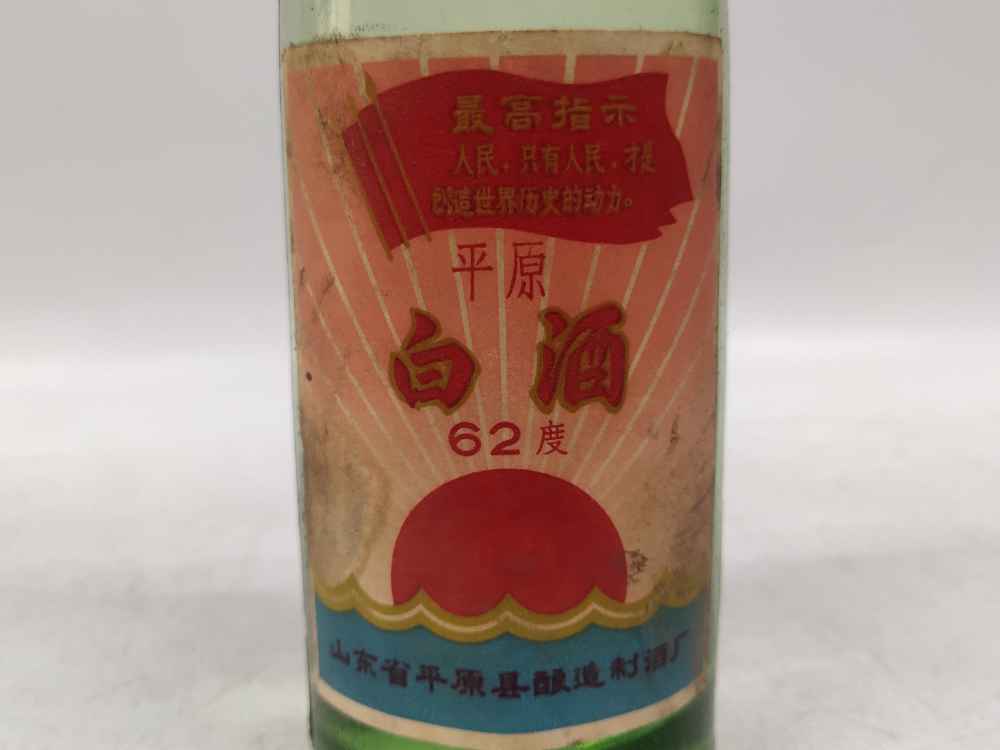 最高指示
人民，只有人民，才是
创造世界历史的动力。
平原
白酒
62度
山东省平原县酿造制酒厂